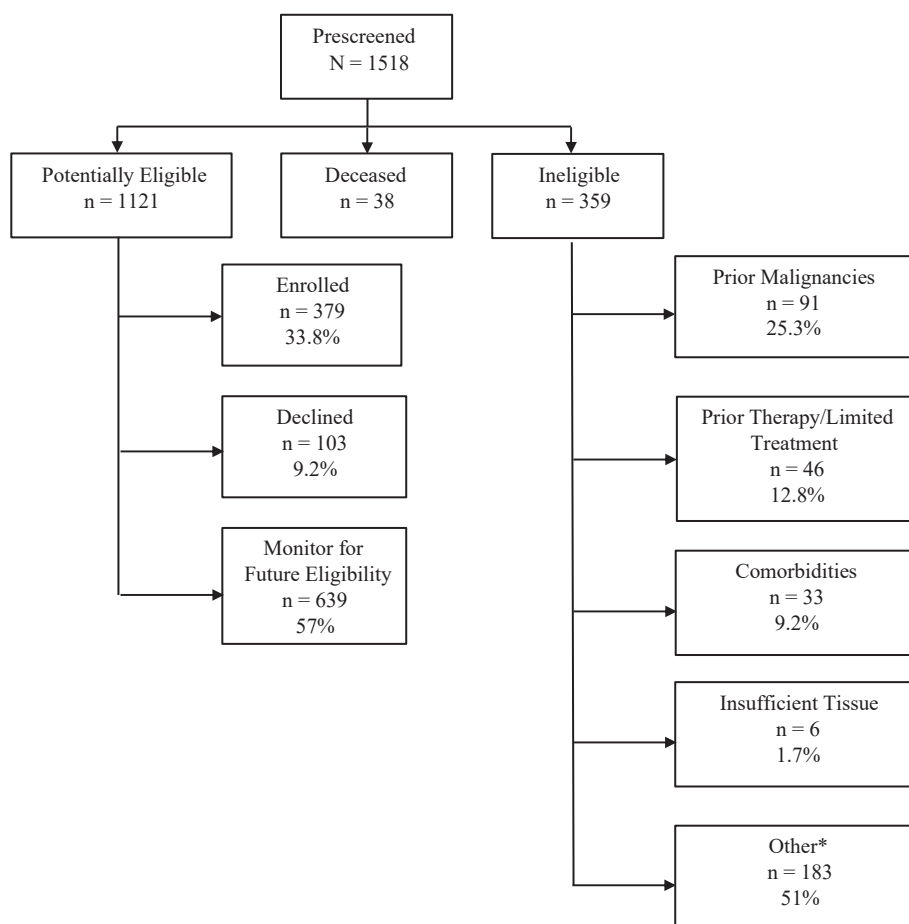 Prescreened
N = 1518
Potentially Eligible
n = 1121
Deceased
n = 38
Ineligible
n = 359
Enrolled
n = 379
33.8%
Declined
n = 103
9.2%
Monitor for
Future Eligibility
n = 639
57%
Prior Malignancies
n = 91
25.3%
Prior Therapy/Limited
Treatment
n = 46
12.8%
Comorbidities
n = 33
9.2%
Insufficient Tissue
n = 6
1.7%
Other*
n = 183
51%